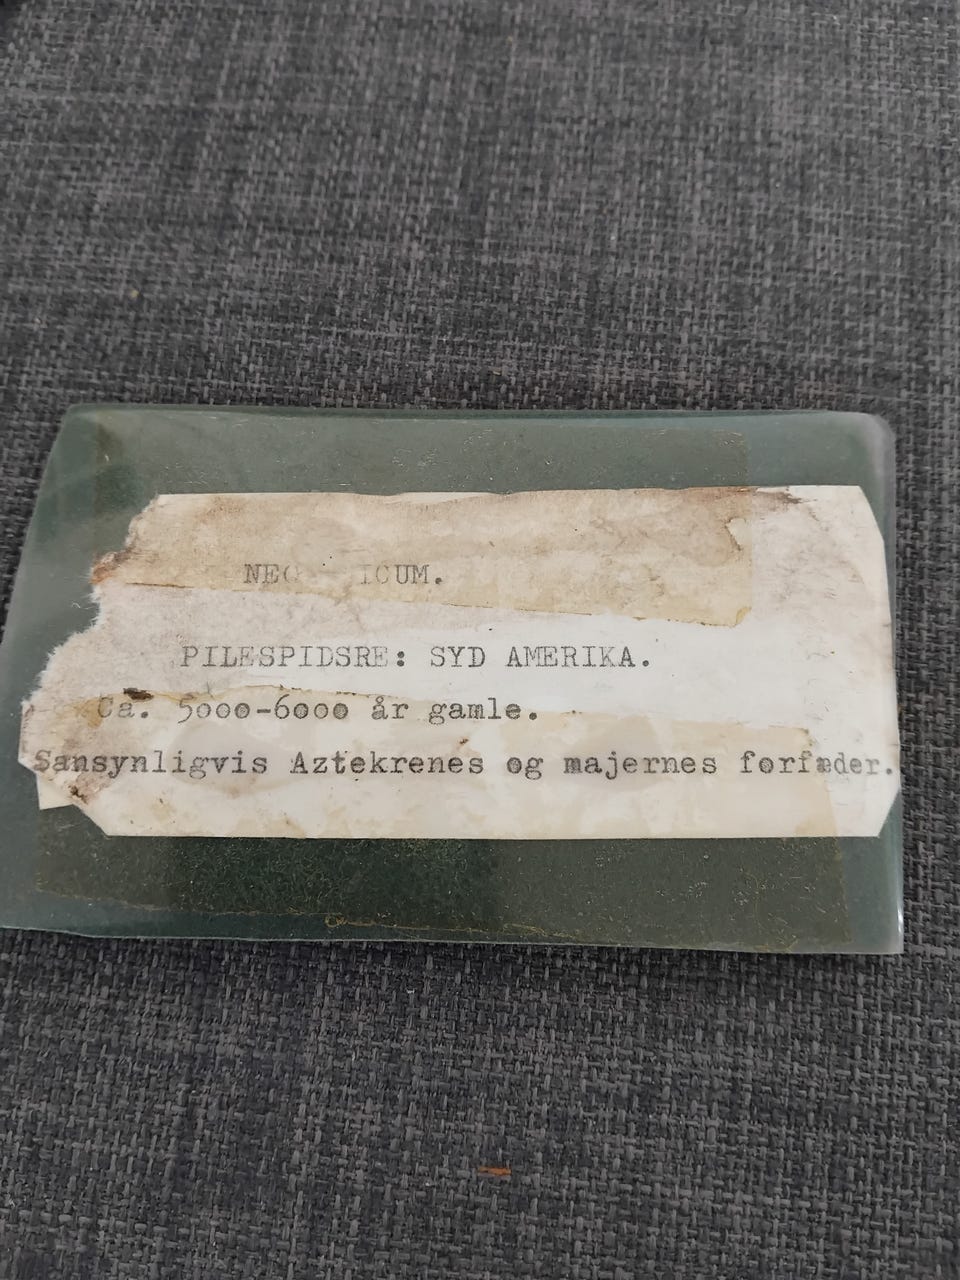 PILESPIDSRE: SYD AMERIKA.
Ca. 5000-6000 år gamle.
Sansynligvis Aztekrenes og majernes forfæder.